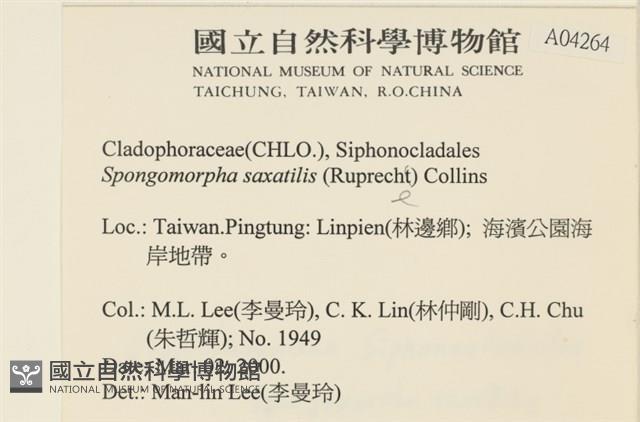 國立自然科學博物館
A04264
NATIONAL MUSEUM OF NATURAL SCIENCE
TAICHUNG, TAIWAN, R.O.CHINA
Cladophoraceae(CHLO.), Siphonocladales
Spongomorpha saxatilis (Ruprecht) Collins
e
Loc.: Taiwan.Pingtung: Linpien(林邊鄉); 海濱公園海
岸地帶。
Col.: M.L. Lee(李曼玲), C. K. Lin(林仲剛), C.H. Chu
(朱哲輝); No. 1949
Date: Mar. 02, 2000.
國立自然科學博物館
NATIONAL MUSEUM OF NATURAL SCIENCE
Det.: Man-lin Lee(李曼玲)